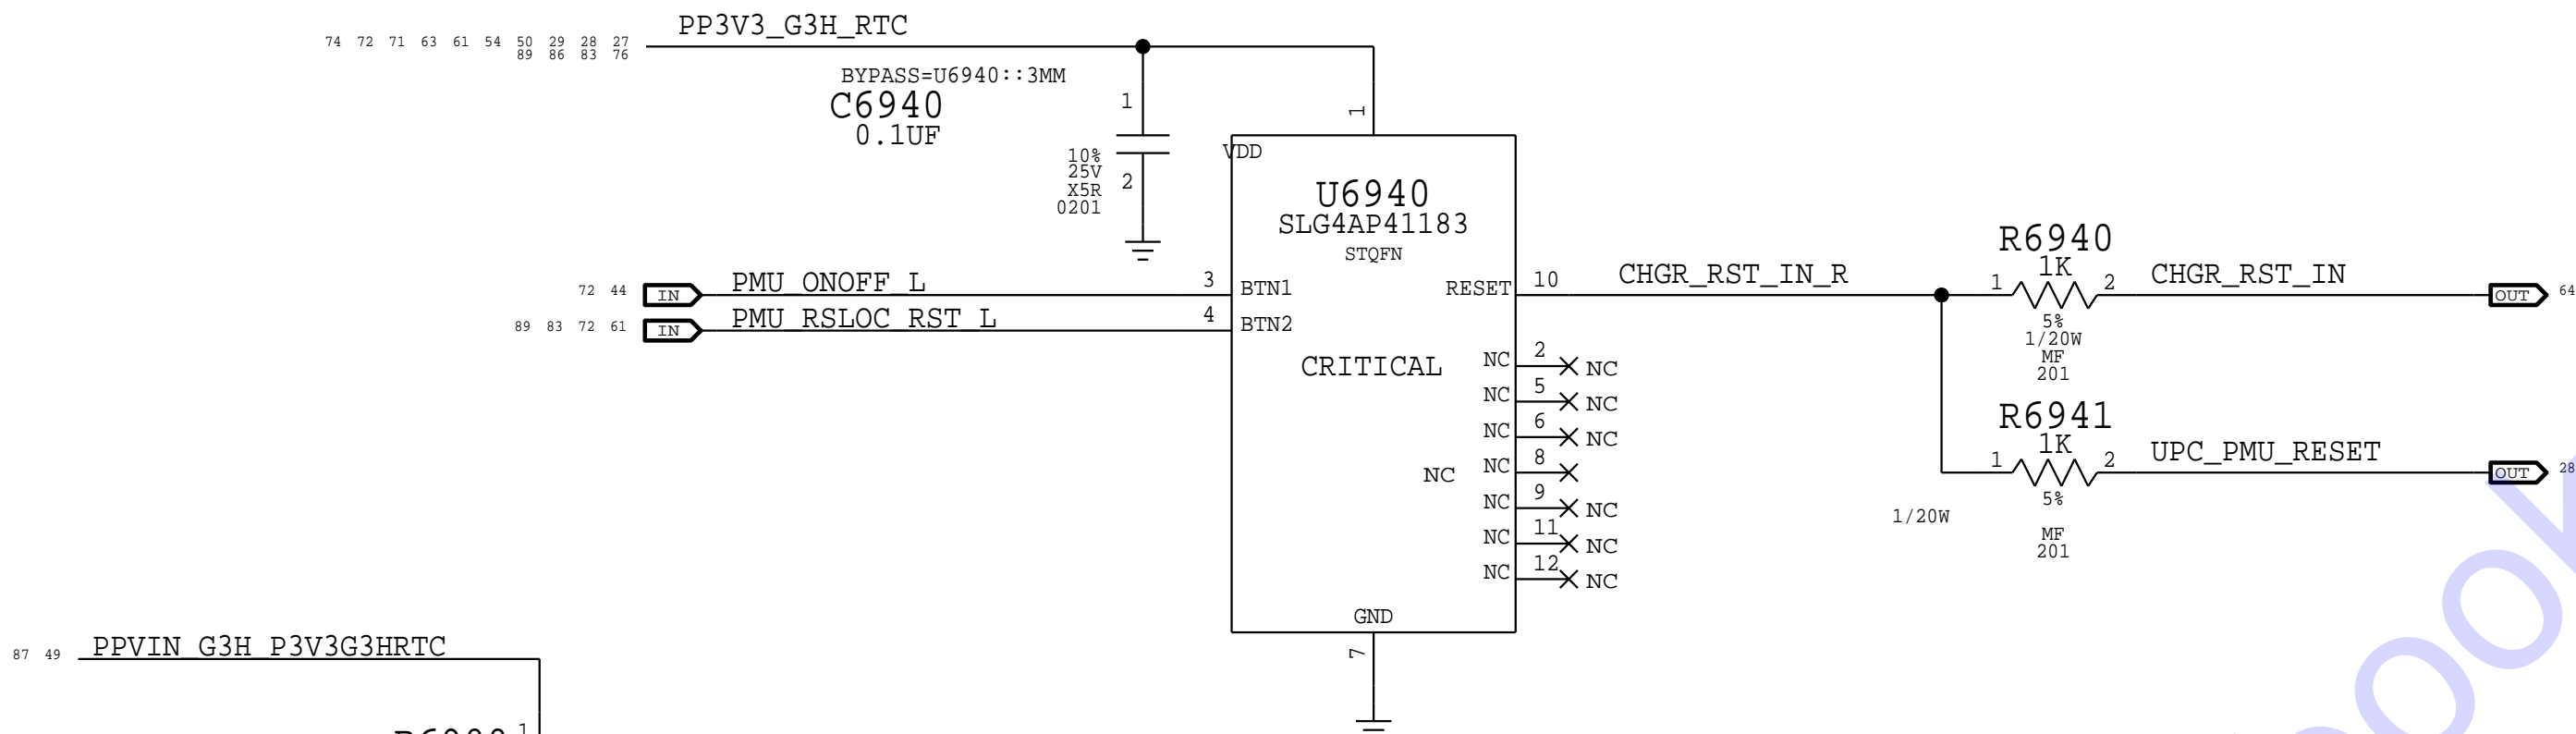 PP3V3_G3H_RTC
74 72 71 63 61 54 50 29 28 27
89 86 83 76
BYPASS=U6940::3MM
C6940
0.1UF
1
10%
25V
X5R
0201
2
1
VDD
U6940
SLG4AP41183
STQFN
72 44
IN
PMU_ONOFF_L
3
BTN1
89 83 72 61
IN
PMU_RSLOC_RST_L
4
BTN2
CRITICAL
RESET
10
CHGR_RST_IN_R
R6940
1K
1
2
5%
1/20W
MF
201
CHGR_RST_IN
OUT
64
NC
2
NC
NC
5
NC
NC
6
NC
NC
NC
8
NC
9
NC
NC
11
NC
NC
12
NC
R6941
1K
1
2
5%
1/20W
MF
201
UPC_PMU_RESET
OUT
28
GND
7
87 49
PPVIN_G3H_P3V3G3HRTC
1